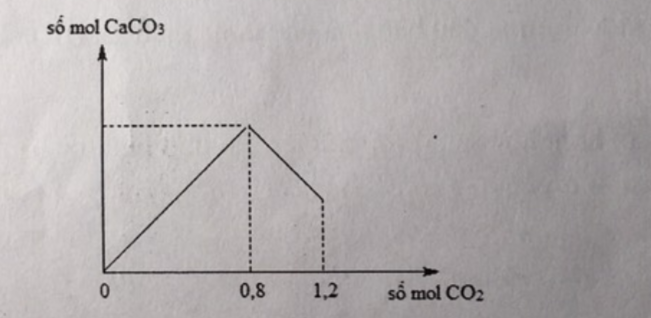 số mol CaCO3
0
0,8
1,2
số mol CO2